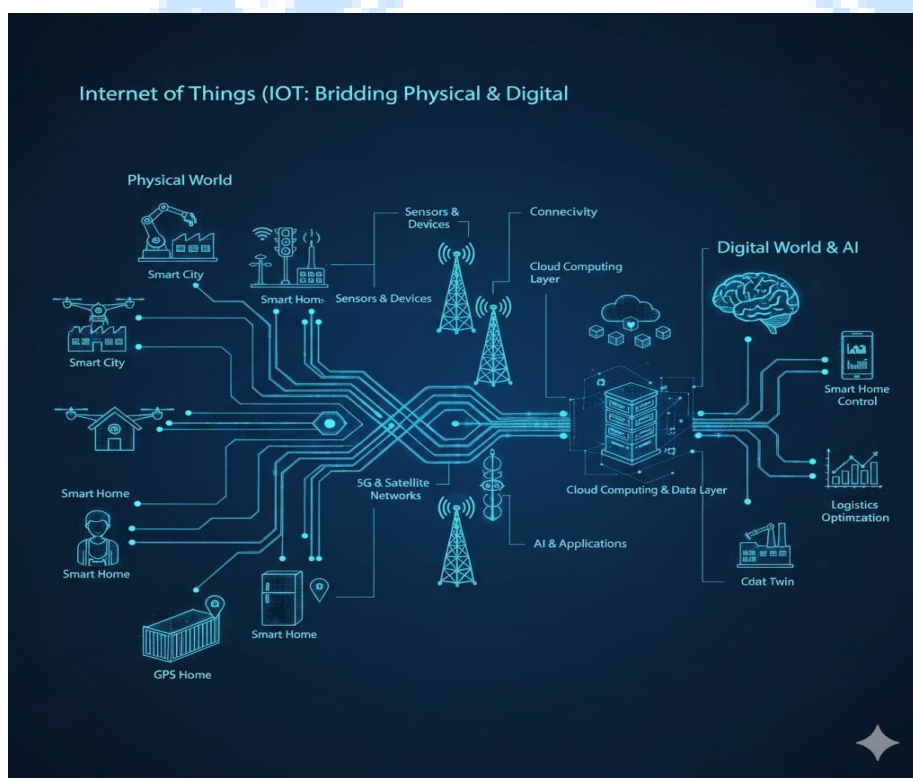 Internet of Things (IOT: Bridding Physical & Digital
Physical World
Smart City
Smart Home
Sensors & Devices
Sensors &
Devices
Connecivity
Cloud Computing
Layer
Digital World & AI
Smart City
Smart Home
Control
5G & Satellite
Networks
Cloud Computing & Data Layer
Smart Home
Logistics
Optimzation
AI & Applications
Smart Home
Cdat Twin
Smart Home
GPS Home